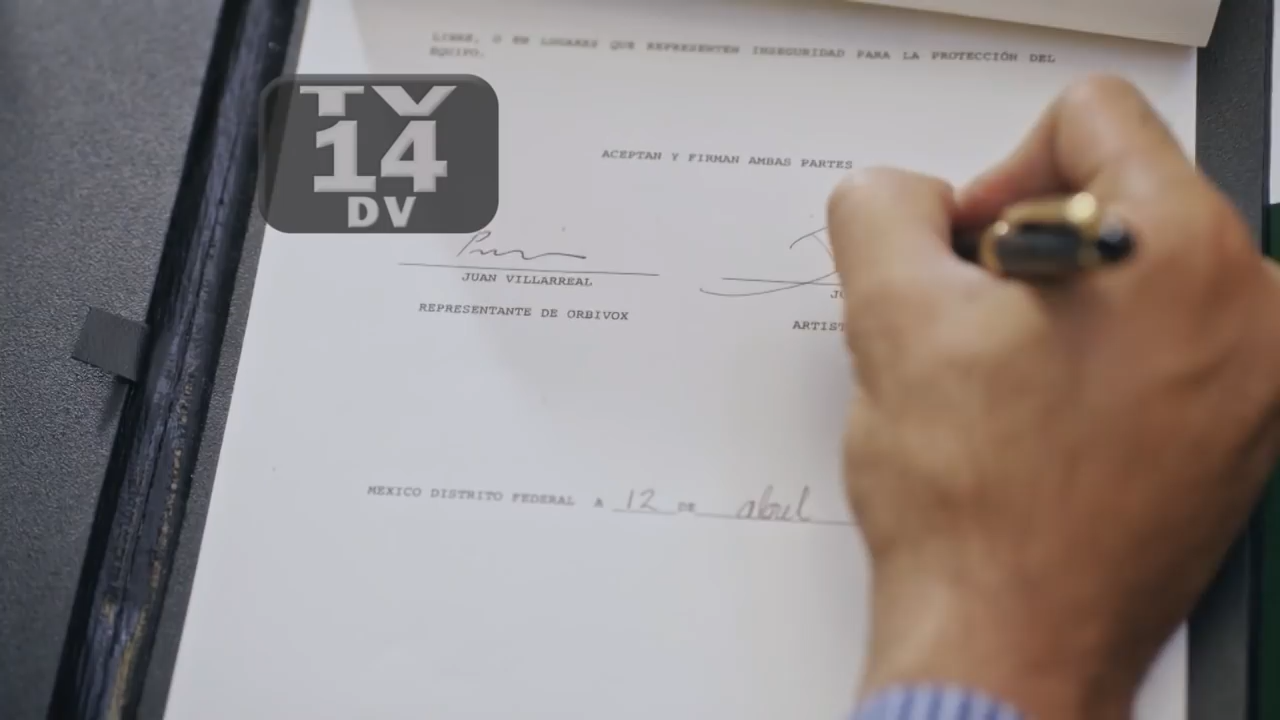 LIBRE, O EN LUGARES QUE REPRESENTEN INSEGURIDAD PARA LA PROTECCIÓN DEL
EQUIPO.
TV
14
DV
ACEPTAN Y FIRMAN AMBAS PARTES
JUAN VILLARREAL
REPRESENTANTE DE ORBIVOX
ARTIST
MEXICO DISTRITO FEDERAL A 12 DE abril